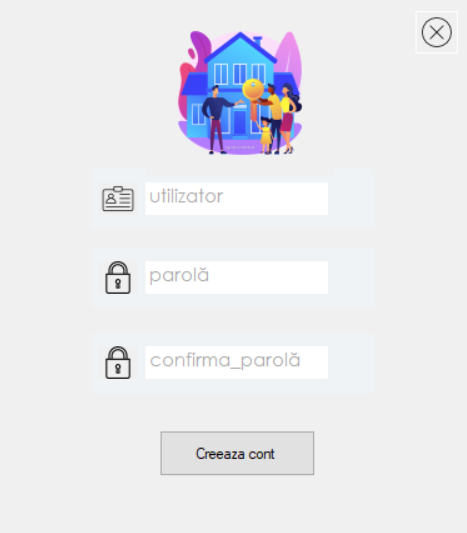 utilizator
parolă
confirma_parolă
Creeaza cont